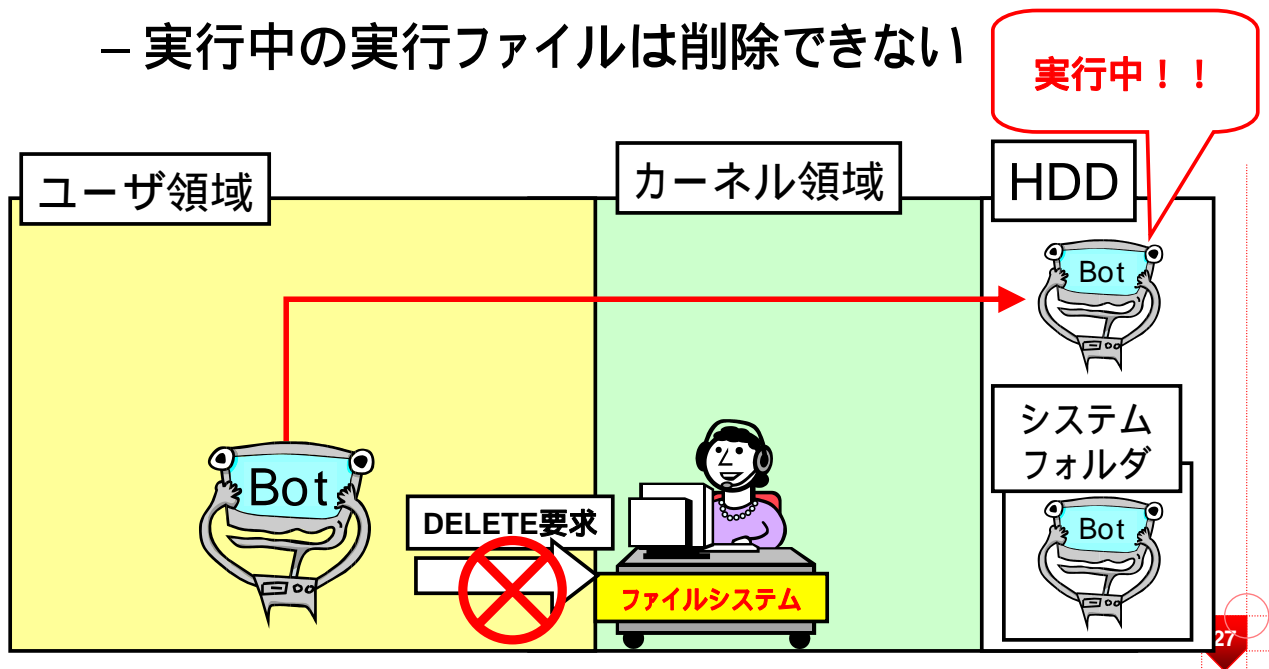 – 実行中の実行ファイルは削除できない
実行中！！
ユーザ領域
カーネル領域
HDD
Bot
システム
フォルダ
Bot
Bot
DELETE要求
ファイルシステム
27